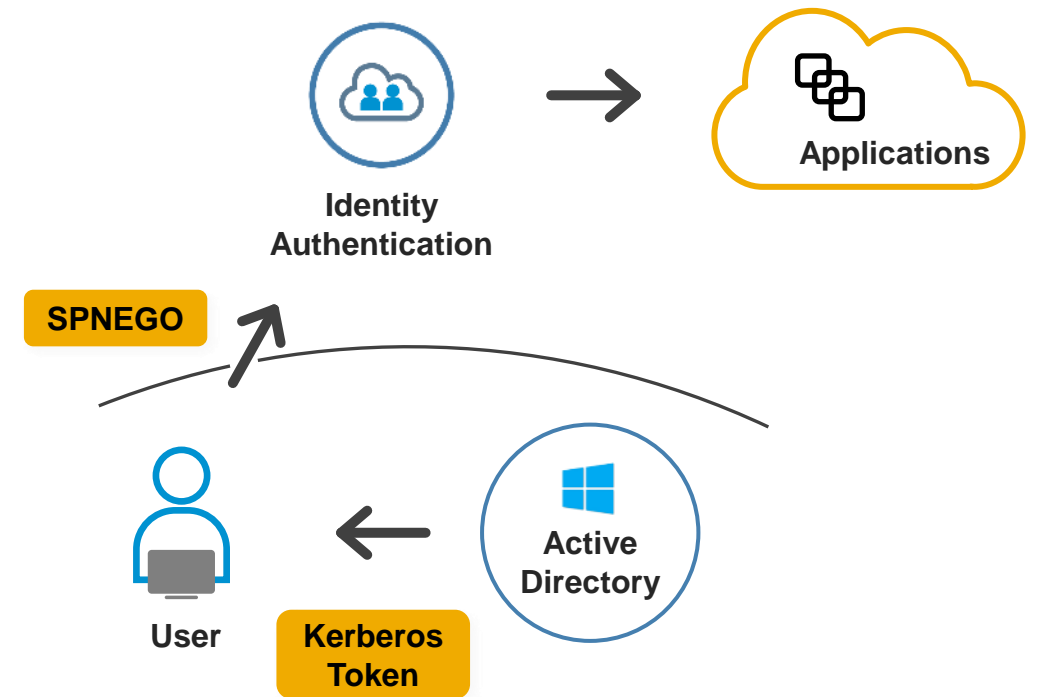 Applications
Identity
Authentication
SPNEGO
Active
Directory
User
Kerberos
Token